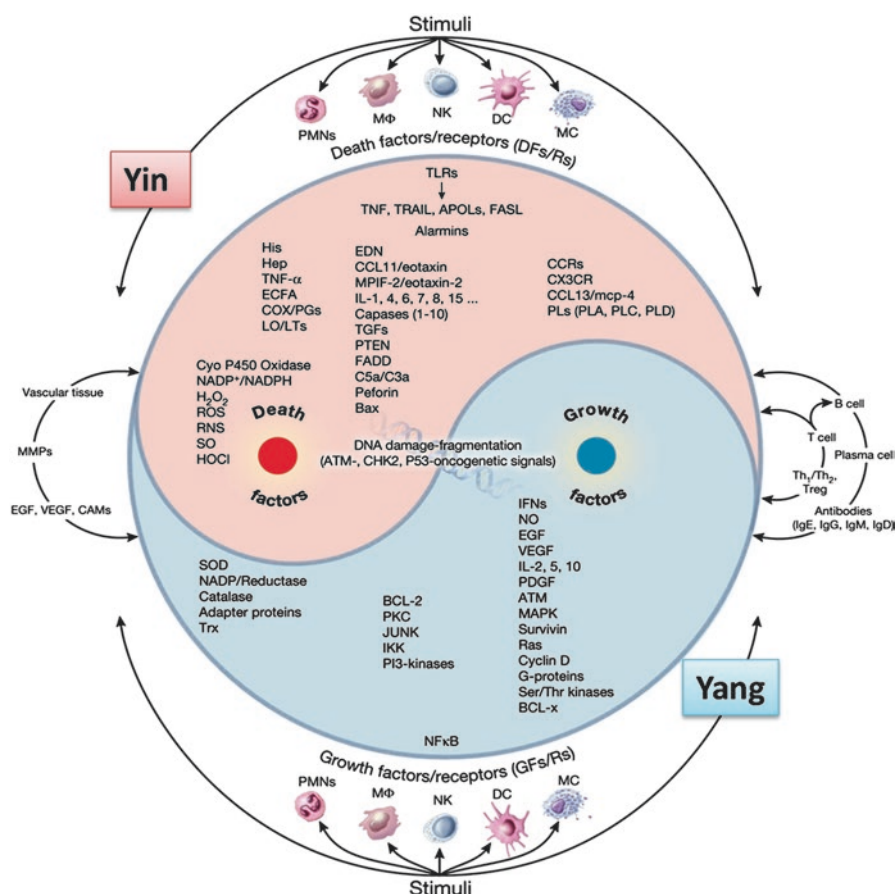 Stimuli
PMNs
MΦ
NK
DC
MC
Death factors/receptors (DFs/Rs)
Yin
TLRs
TNF, TRAIL, APOLs, FASL
Alarmins
His
Hep
TNF-α
ECFA
COX/PGs
LO/LTs
EDN
CCL11/eotaxin
MPIF-2/eotaxin-2
IL-1, 4, 6, 7, 8, 15 ...
Capases (1-10)
TGFs
PTEN
FADD
C5a/C3a
Peforin
Bax
CCRs
CX3CR
CCL13/mcp-4
PLs (PLA, PLC, PLD)
Cyo P450 Oxidase
NADP⁺/NADPH
H₂O₂
ROS
RNS
SO
HOCl
Death
factors
Growth
factors
DNA damage-fragmentation
(ATM-, CHK2, P53-oncogenetic signals)
Vascular tissue
MMPs
EGF, VEGF, CAMs
B cell
T cell
Plasma cell
Th₁/Th₂,
Treg
Antibodies
(IgE, IgG, IgM, IgD)
SOD
NADP/Reductase
Catalase
Adapter proteins
Trx
BCL-2
PKC
JUNK
IKK
PI3-kinases
IFNs
NO
EGF
VEGF
IL-2, 5, 10
PDGF
ATM
MAPK
Survivin
Ras
Cyclin D
G-proteins
Ser/Thr kinases
BCL-x
Yang
NFκB
Growth factors/receptors (GFs/Rs)
PMNs
MΦ
NK
DC
MC
Stimuli